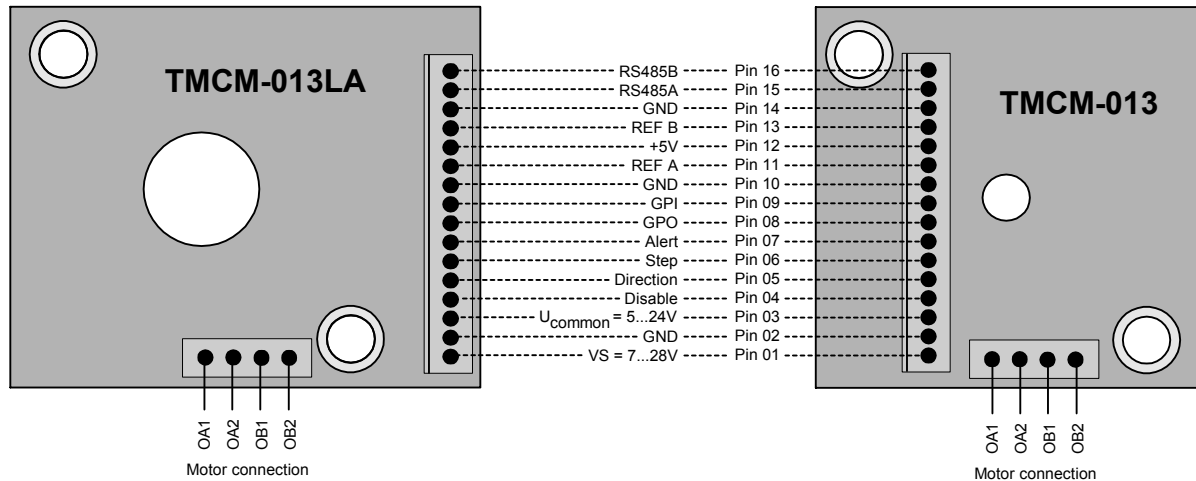 TMCM-013LA
TMCM-013
RS485B Pin 16
RS485A Pin 15
GND Pin 14
REF B Pin 13
+5V Pin 12
REF A Pin 11
GND Pin 10
GPI Pin 09
GPO Pin 08
Alert Pin 07
Step Pin 06
Direction Pin 05
Disable Pin 04
Ucommon = 5...24V Pin 03
GND Pin 02
VS = 7...28V Pin 01
OA1 OA2 OB1 OB2
Motor connection
OA1 OA2 OB1 OB2
Motor connection